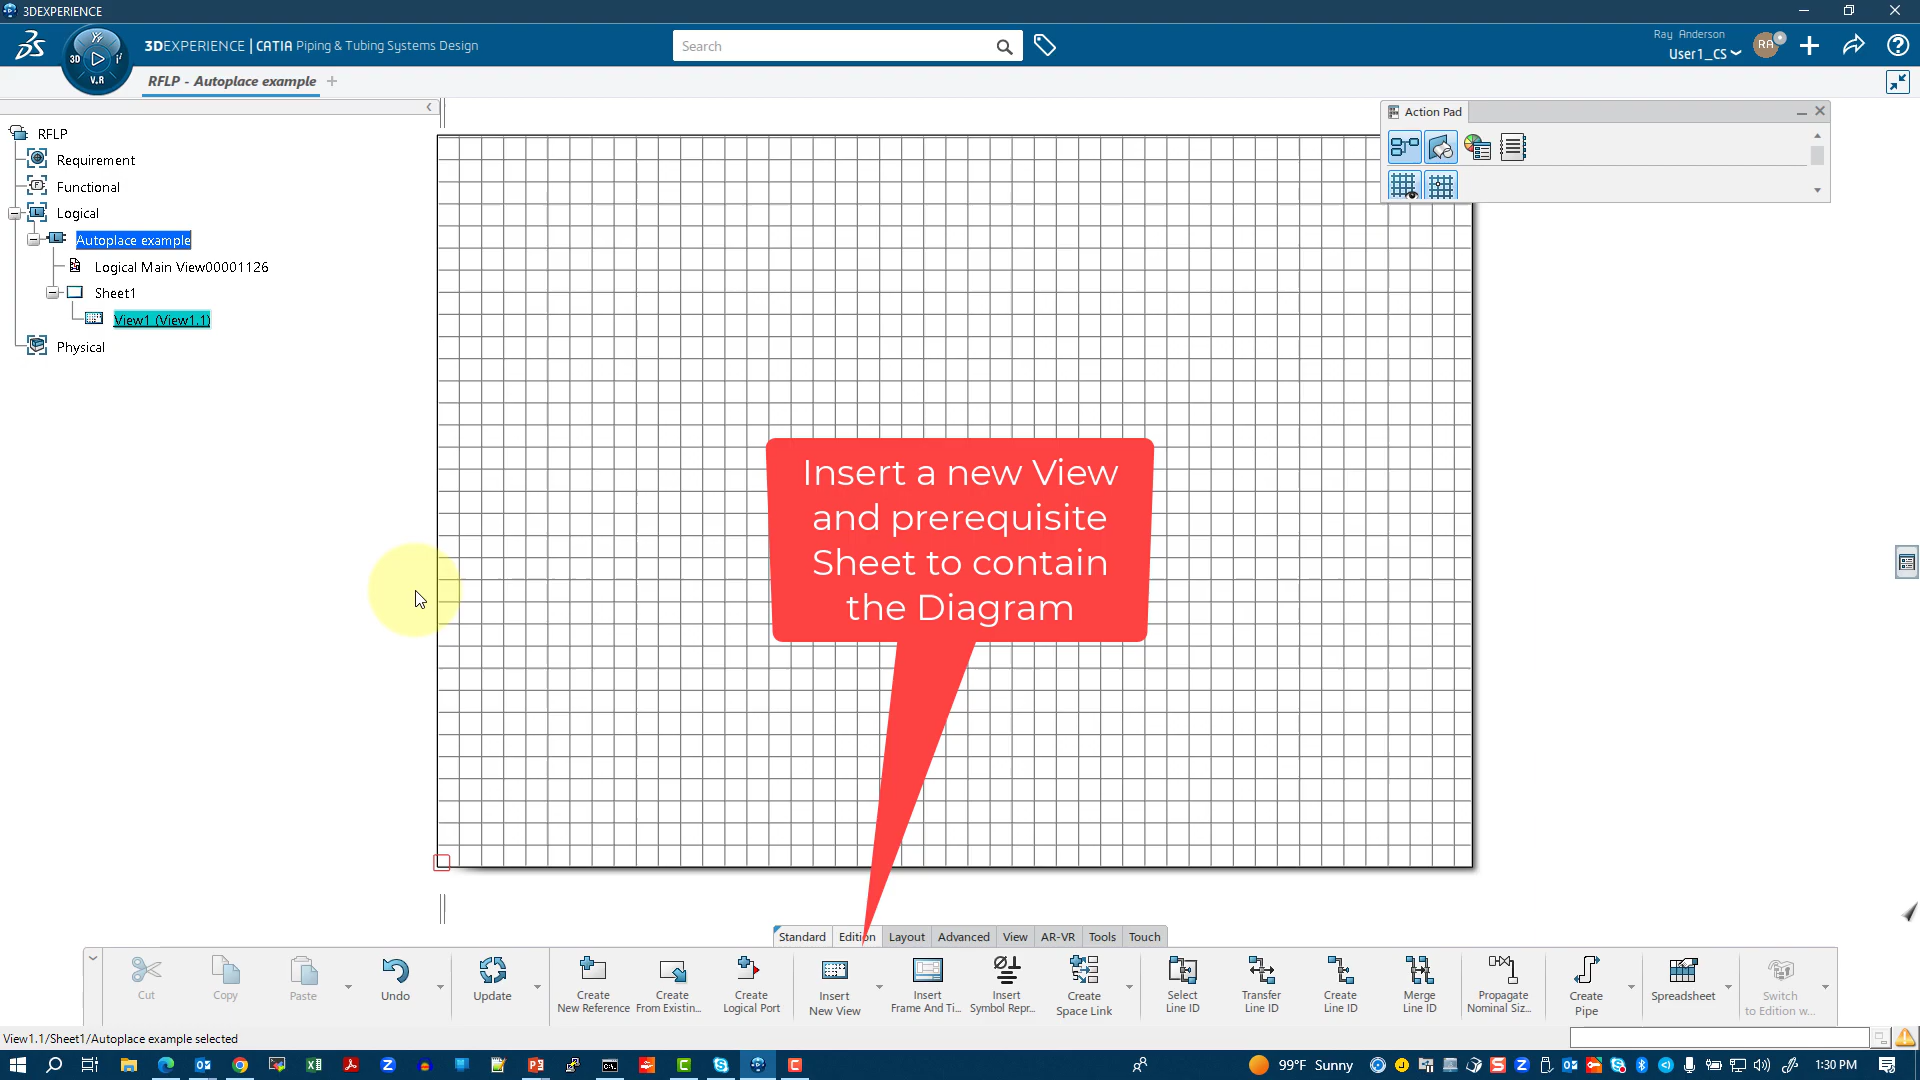 3DEXPERIENCE
3DEXPERIENCE | CATIA Piping & Tubing Systems Design
3D
V.R
Search
Ray Anderson
User1_CS
RA
RFLP - Autoplace example
Action Pad
RFLP
Requirement
Functional
Logical
Autoplace example
Logical Main View00001126
Sheet1
View1 (View1.1)
Physical
Insert a new View
and prerequisite
Sheet to contain
the Diagram
Standard Edition Layout Advanced View AR-VR Tools Touch
Cut
Copy
Paste
Undo
Update
Create
New Reference
Create
From Existin...
Create
Logical Port
Insert
New View
Insert
Frame And Ti...
Insert
Symbol Repr...
Create
Space Link
Select
Line ID
Transfer
Line ID
Create
Line ID
Merge
Line ID
Propagate
Nominal Siz...
Create
Pipe
Spreadsheet
Switch
to Edition w...
View1.1/Sheet1/Autoplace example selected
99°F Sunny
1:30 PM